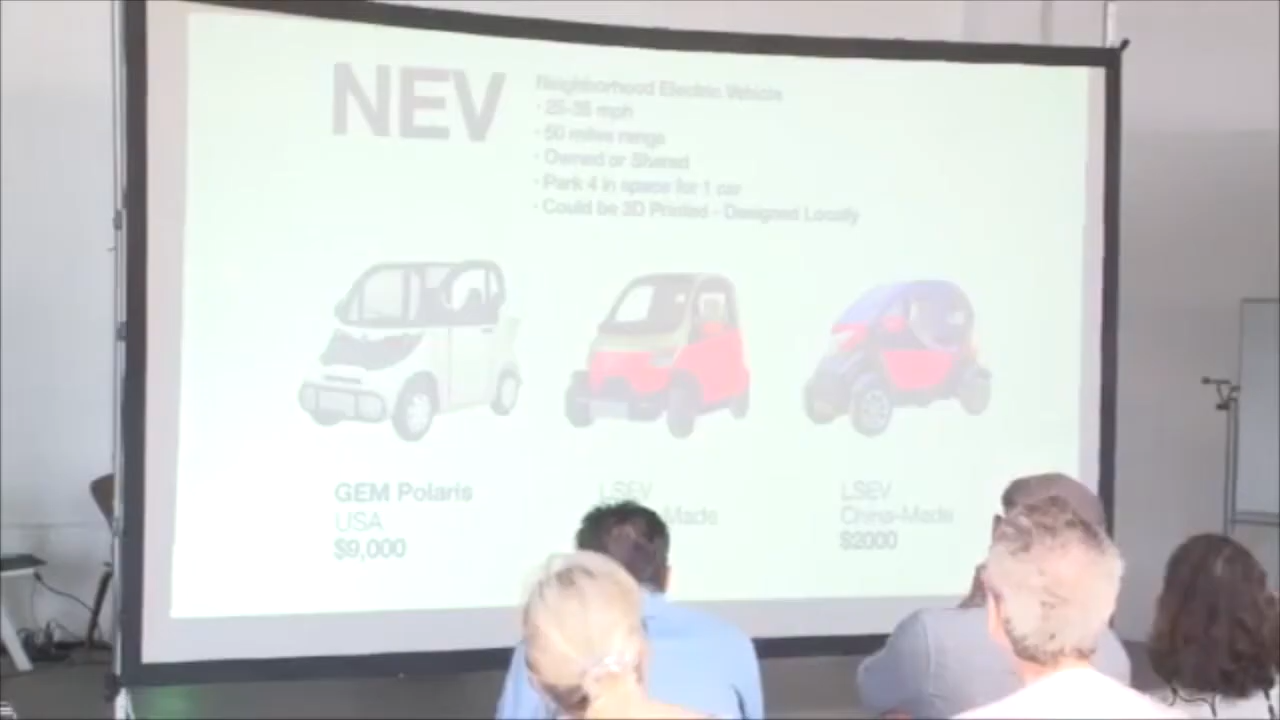 NEV
Neighborhood Electric Vehicle
· 25-35 mph
· 50 miles range
· Owned or Shared
· Park 4 in space for 1 car
· Could be 3D Printed - Designed Locally
GEM Polaris
USA
$9,000
LSEV
Made
LSEV
China-Made
$2000